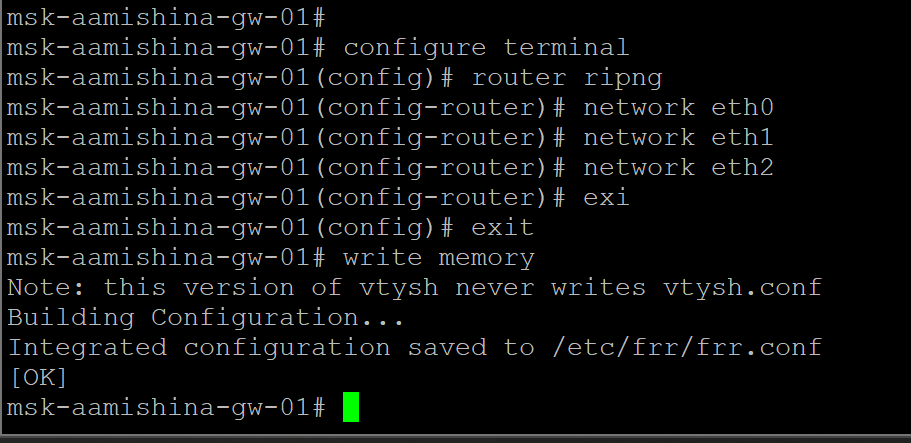 msk-aamishina-gw-01#
msk-aamishina-gw-01# configure terminal
msk-aamishina-gw-01(config)# router ripng
msk-aamishina-gw-01(config-router)# network eth0
msk-aamishina-gw-01(config-router)# network eth1
msk-aamishina-gw-01(config-router)# network eth2
msk-aamishina-gw-01(config-router)# exi
msk-aamishina-gw-01(config)# exit
msk-aamishina-gw-01# write memory
Note: this version of vtysh never writes vtysh.conf
Building Configuration...
Integrated configuration saved to /etc/frr/frr.conf
[OK]
msk-aamishina-gw-01#